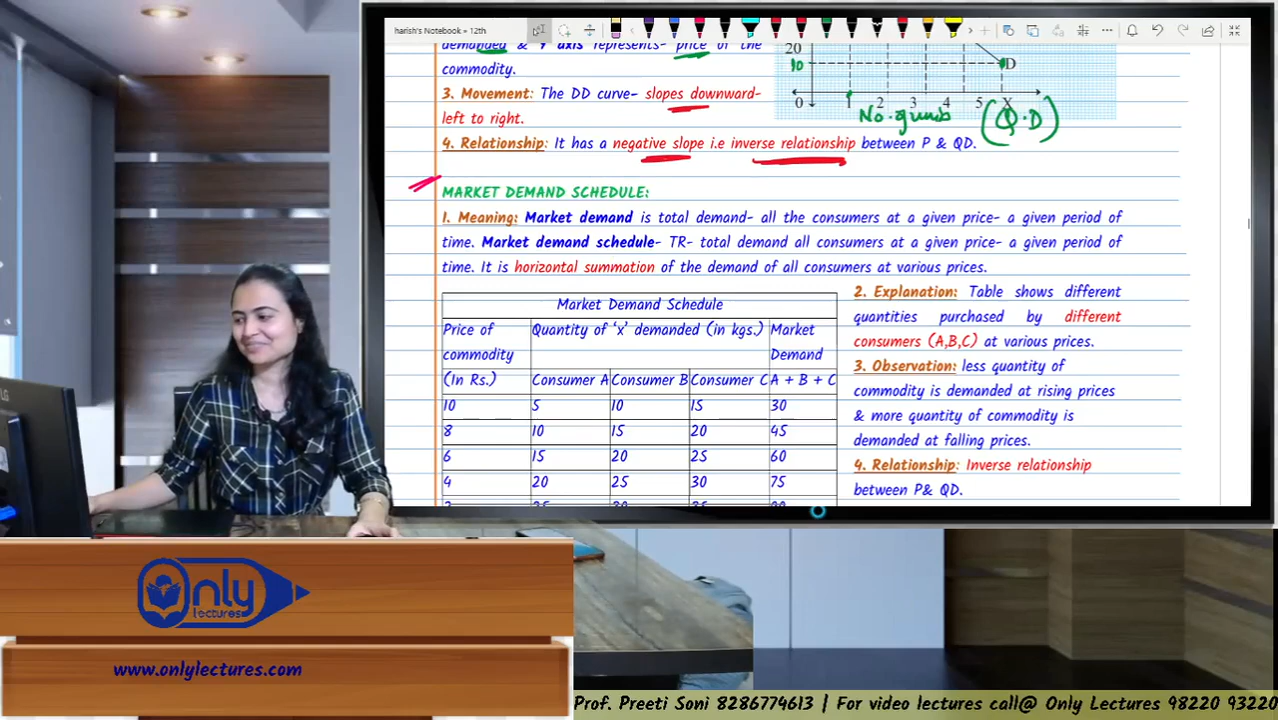 harish's Notebook » 12th
demanded & Y axis represents- price of the
commodity.
3. Movement: The DD curve- slopes downward-
left to right.
4. Relationship: It has a negative slope i.e inverse relationship between P & QD.
20
10
D
0 1 2 3 4 5 X
(Q.D)
MARKET DEMAND SCHEDULE:
1. Meaning: Market demand is total demand- all the consumers at a given price- a given period of
time. Market demand schedule- TR- total demand all consumers at a given price- a given period of
time. It is horizontal summation of the demand of all consumers at various prices.
Market Demand Schedule
Price of commodity Quantity of 'x' demanded (in kgs.) Market Demand
(In Rs.) Consumer A Consumer B Consumer C A + B + C
10 5 10 15 30
8 10 15 20 45
6 15 20 25 60
4 20 25 30 75
2. Explanation: Table shows different
quantities purchased by different
consumers (A,B,C) at various prices.
3. Observation: less quantity of
commodity is demanded at rising prices
& more quantity of commodity is
demanded at falling prices.
4. Relationship: Inverse relationship
between P& QD.
LG
Only
lectures
www.onlylectures.com
Prof. Preeti Soni 8286774613 | For video lectures call@ Only Lectures 98220 93220